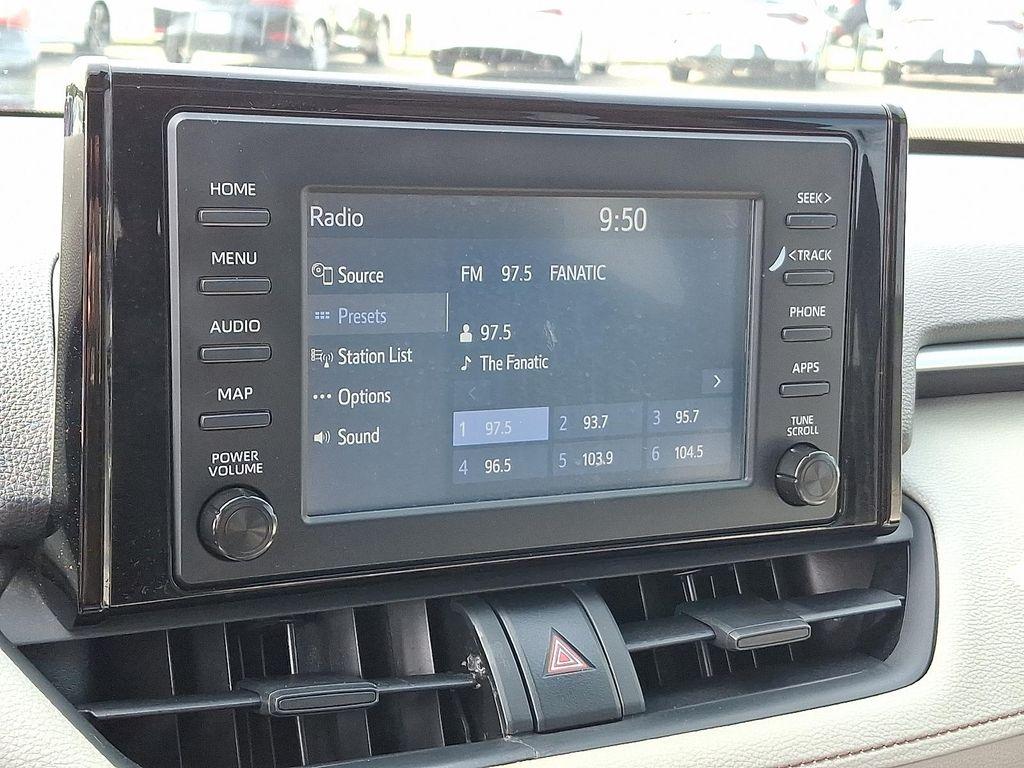 HOME
MENU
AUDIO
MAP
POWER
VOLUME
Radio
9:50
Source
Presets
Station List
Options
Sound
FM 97.5 FANATIC
97.5
The Fanatic
1 97.5 2 93.7 3 95.7
4 96.5 5 103.9 6 104.5
SEEK >
< TRACK
PHONE
APPS
TUNE
SCROLL